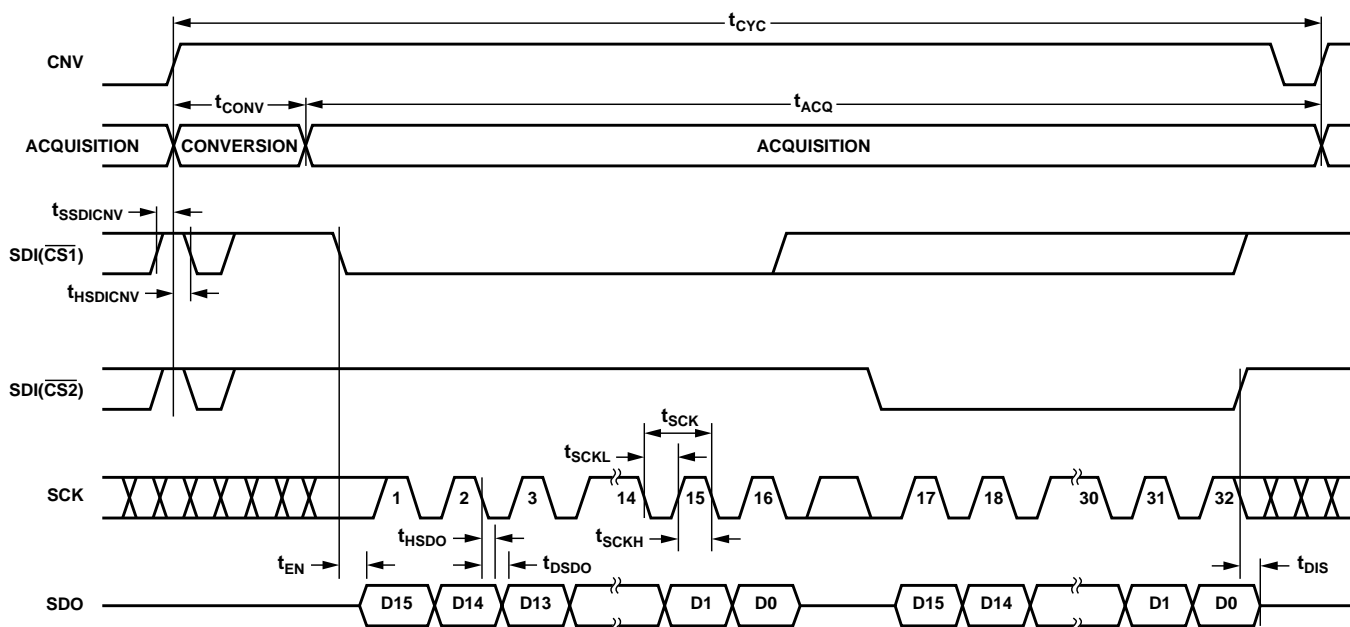 tCYC
CNV
tCONV
tACQ
ACQUISITION CONVERSION ACQUISITION
tSSDICNV
SDI(CS1)
tHSDICNV
SDI(CS2)
tSCK
tSCKL
SCK 1 2 3 14 15 16 17 18 30 31 32
tHSDO tSCKH
tEN tDSDO tDIS
SDO D15 D14 D13 D1 D0 D15 D14 D1 D0